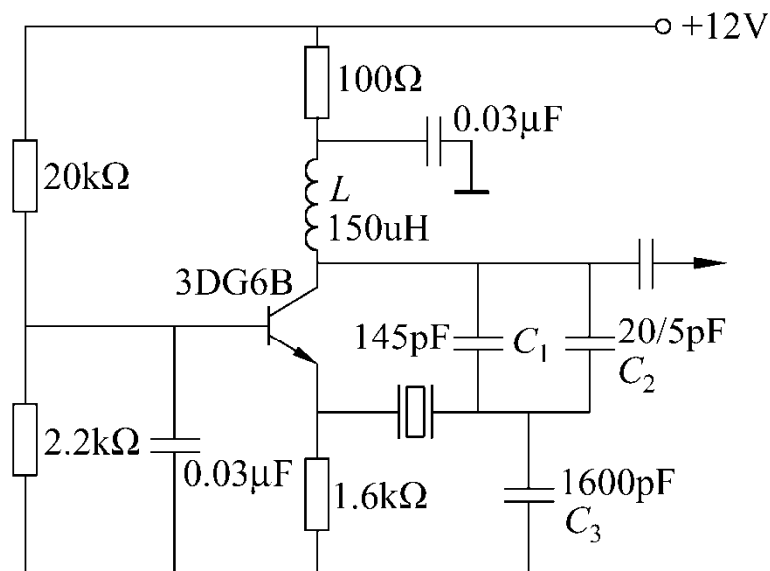 +12V
100Ω
0.03μF
20kΩ
L
150uH
3DG6B
145pF
C1
20/5pF
C2
2.2kΩ
0.03μF
1.6kΩ
1600pF
C3